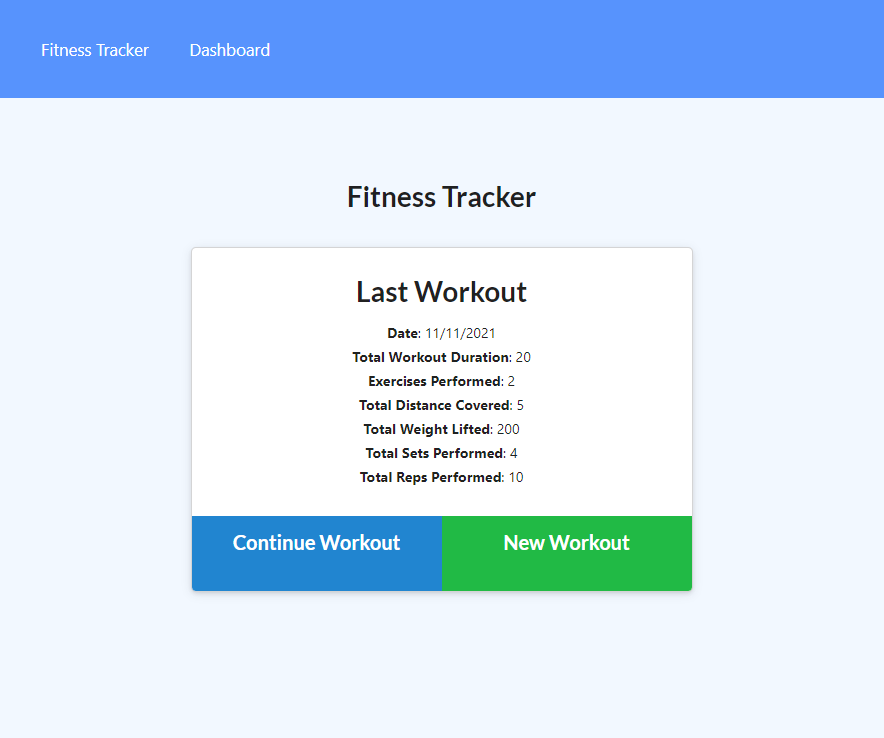 Fitness Tracker Dashboard
Fitness Tracker
Last Workout
Date: 11/11/2021
Total Workout Duration: 20
Exercises Performed: 2
Total Distance Covered: 5
Total Weight Lifted: 200
Total Sets Performed: 4
Total Reps Performed: 10
Continue Workout New Workout